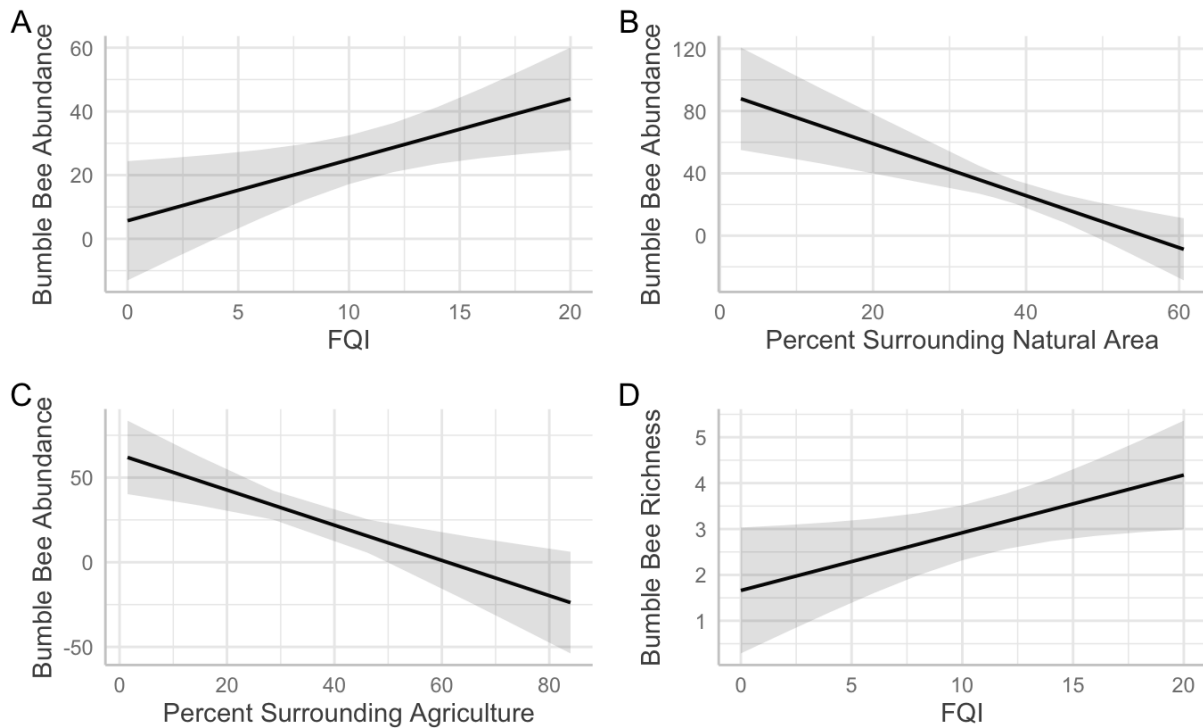 A
Bumble Bee Abundance
60
40
20
0
0 5 10 15 20
FQI
B
Bumble Bee Abundance
120
80
40
0
0 20 40 60
Percent Surrounding Natural Area
C
Bumble Bee Abundance
50
0
-50
0 20 40 60 80
Percent Surrounding Agriculture
D
Bumble Bee Richness
5
4
3
2
1
0 5 10 15 20
FQI